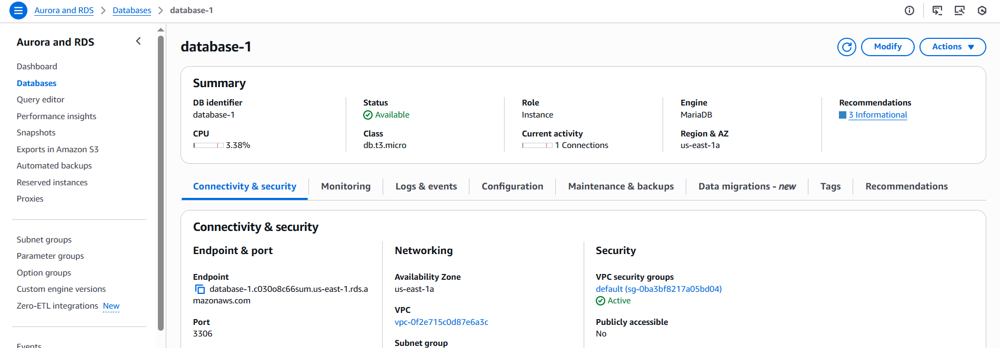 Aurora and RDS > Databases > database-1
Aurora and RDS
Dashboard
Databases
Query editor
Performance insights
Snapshots
Exports in Amazon S3
Automated backups
Reserved instances
Proxies
Subnet groups
Parameter groups
Option groups
Custom engine versions
Zero-ETL integrations New
Events
database-1
Modify
Actions
Summary
DB identifier
database-1
CPU
3.38%
Status
Available
Class
db.t3.micro
Role
Instance
Current activity
1 Connections
Engine
MariaDB
Region & AZ
us-east-1a
Recommendations
3 Informational
Connectivity & security
Monitoring
Logs & events
Configuration
Maintenance & backups
Data migrations - new
Tags
Recommendations
Connectivity & security
Endpoint & port
Endpoint
database-1.c030o8c66sum.us-east-1.rds.a
mazonaws.com
Port
3306
Networking
Availability Zone
us-east-1a
VPC
vpc-0f2e715c0d87e6a3c
Subnet group
Security
VPC security groups
default (sg-0ba3bf8217a05bd04)
Active
Publicly accessible
No